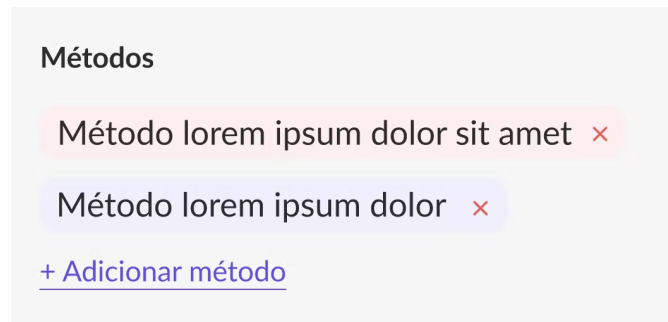 Métodos
Método lorem ipsum dolor sit amet ×
Método lorem ipsum dolor ×
+ Adicionar método